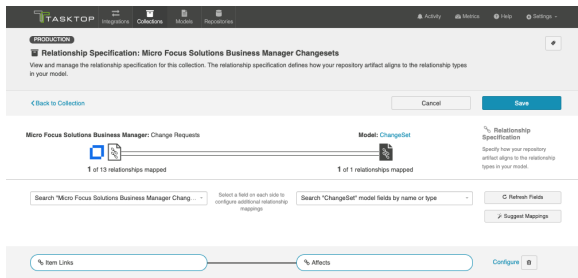 TASKTOP
Integrations
Collections
Models
Repositories
Activity
Metrics
Help
Settings
PRODUCTION
Relationship Specification: Micro Focus Solutions Business Manager Changesets
View and manage the relationship specification for this collection. The relationship specification defines how your repository artifact aligns to the relationship types
in your model.
Back to Collection
Cancel
Save
Micro Focus Solutions Business Manager: Change Requests
Model: ChangeSet
1 of 13 relationships mapped
1 of 1 relationships mapped
Relationship
Specification
Specify how your repository
artifact aligns to the relationship
types in your model.
Search "Micro Focus Solutions Business Manager Chang...
Select a field on each side to
configure additional relationship
mappings
Search "ChangeSet" model fields by name or type
Refresh Fields
Suggest Mappings
Item Links
Affects
Configure